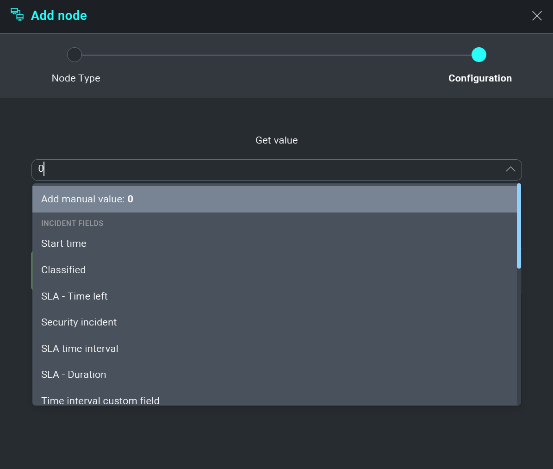 Add node
Node Type
Configuration
Get value
0
Add manual value: 0
INCIDENT FIELDS
Start time
Classified
SLA - Time left
Security incident
SLA time interval
SLA - Duration
Time interval custom field